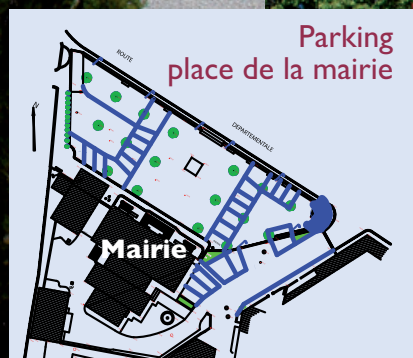 Parking
place de la mairie
ROUTE
DEPARTEMENTALE
N
Mairie